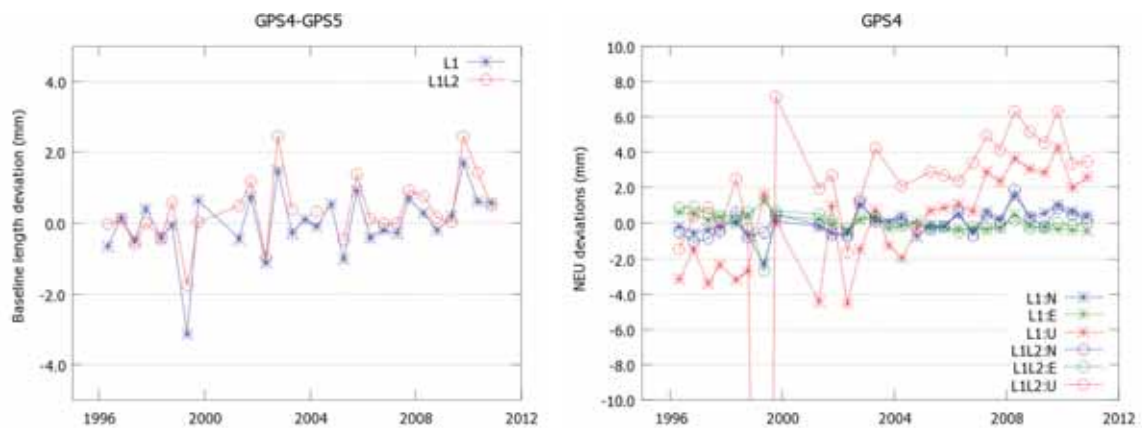 GPS4-GPS5
Baseline length deviation (mm)
4.0
2.0
0.0
-2.0
-4.0
L1
L1L2
1996
2000
2004
2008
2012
GPS4
NEU deviations (mm)
10.0
8.0
6.0
4.0
2.0
0.0
-2.0
-4.0
-6.0
-8.0
-10.0
L1:N
L1:E
L1:U
L1L2:N
L1L2:E
L1L2:U
1996
2000
2004
2008
2012